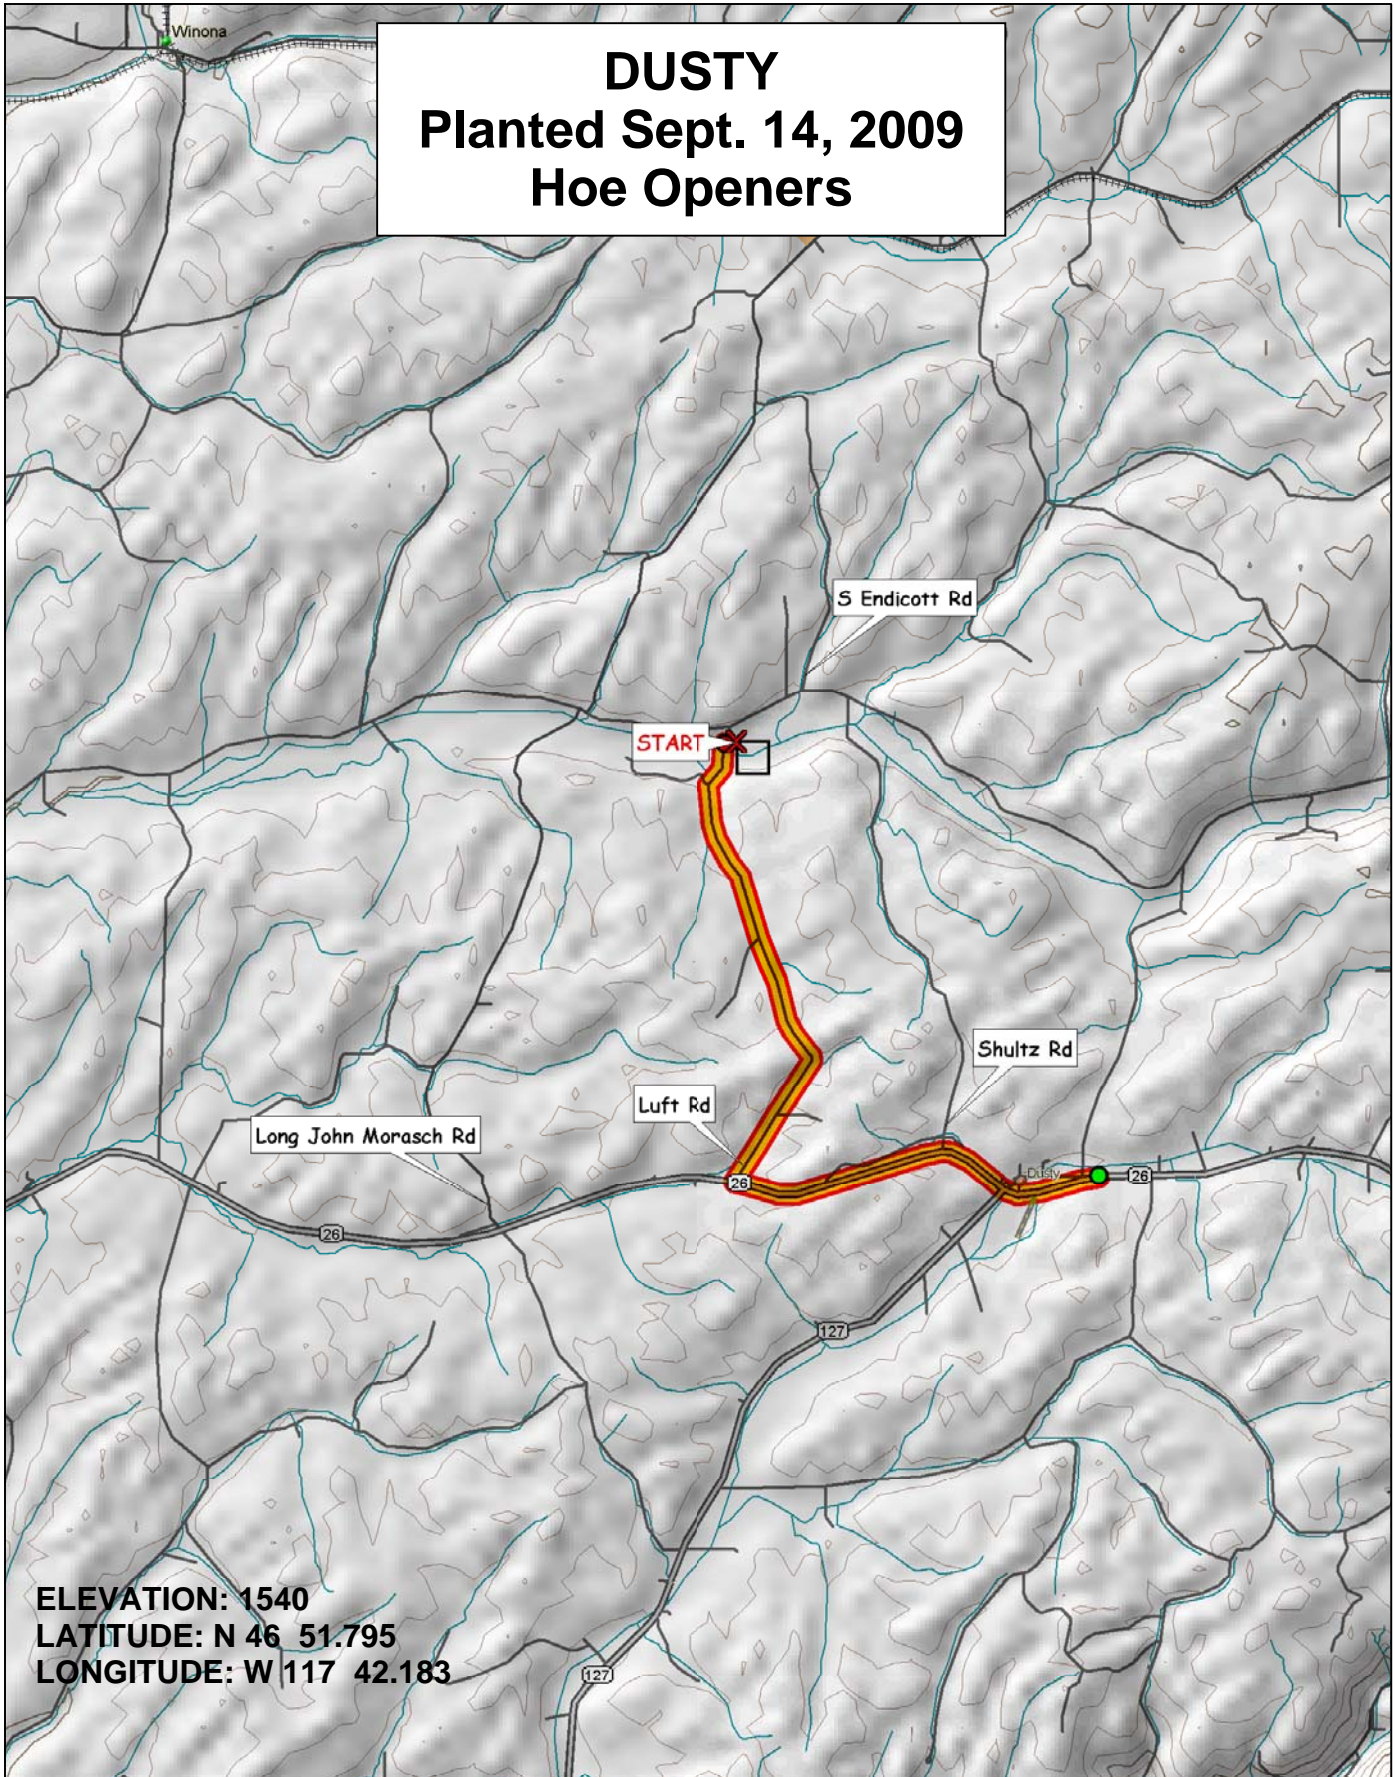 Winona
DUSTY
Planted Sept. 14, 2009
Hoe Openers
S Endicott Rd
START
Shultz Rd
Luft Rd
Long John Morasch Rd
Dusty
26
26
26
127
ELEVATION: 1540
LATITUDE: N 46 51.795
LONGITUDE: W 117 42.183
127